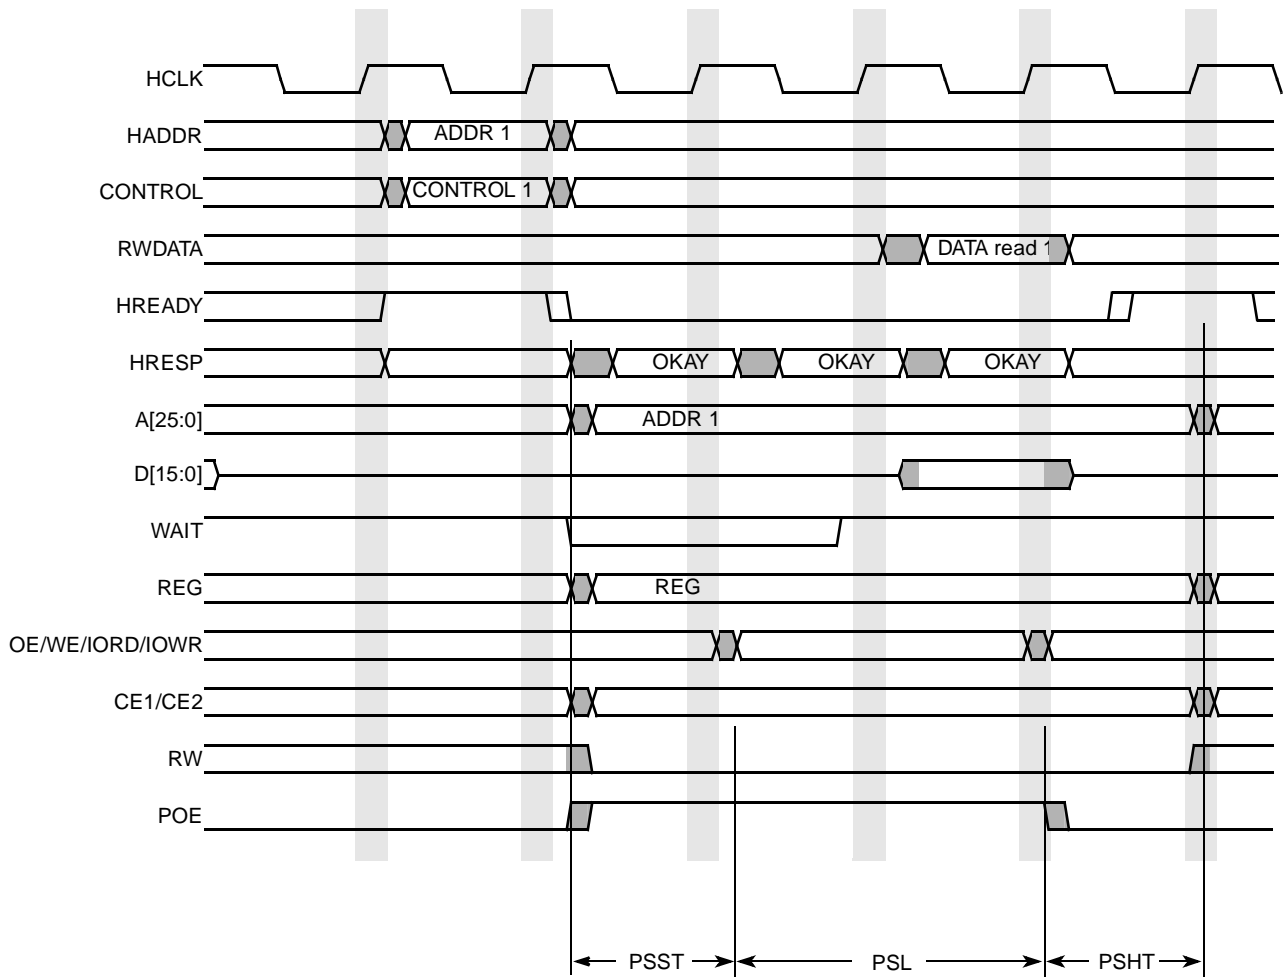 HCLK
HADDR ADDR 1
CONTROL CONTROL 1
RWDATA DATA read 1
HREADY
HRESP OKAY OKAY OKAY
A[25:0] ADDR 1
D[15:0]
WAIT
REG REG
OE/WE/IORD/IOWR
CE1/CE2
RW
POE
PSST PSL PSHT